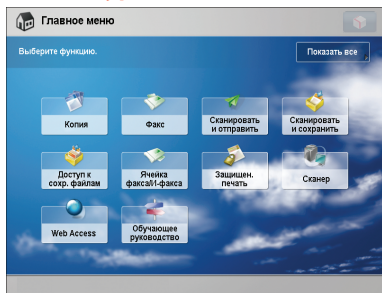 Главное меню
Выберите функцию.
Показать все
Копия
Факс
Сканировать
и отправить
Сканировать
и сохранить
Доступ к
сохр. файлам
Ячейка
факса/И-факса
Защищен.
печать
Сканер
Web Access
Обучающее
руководство